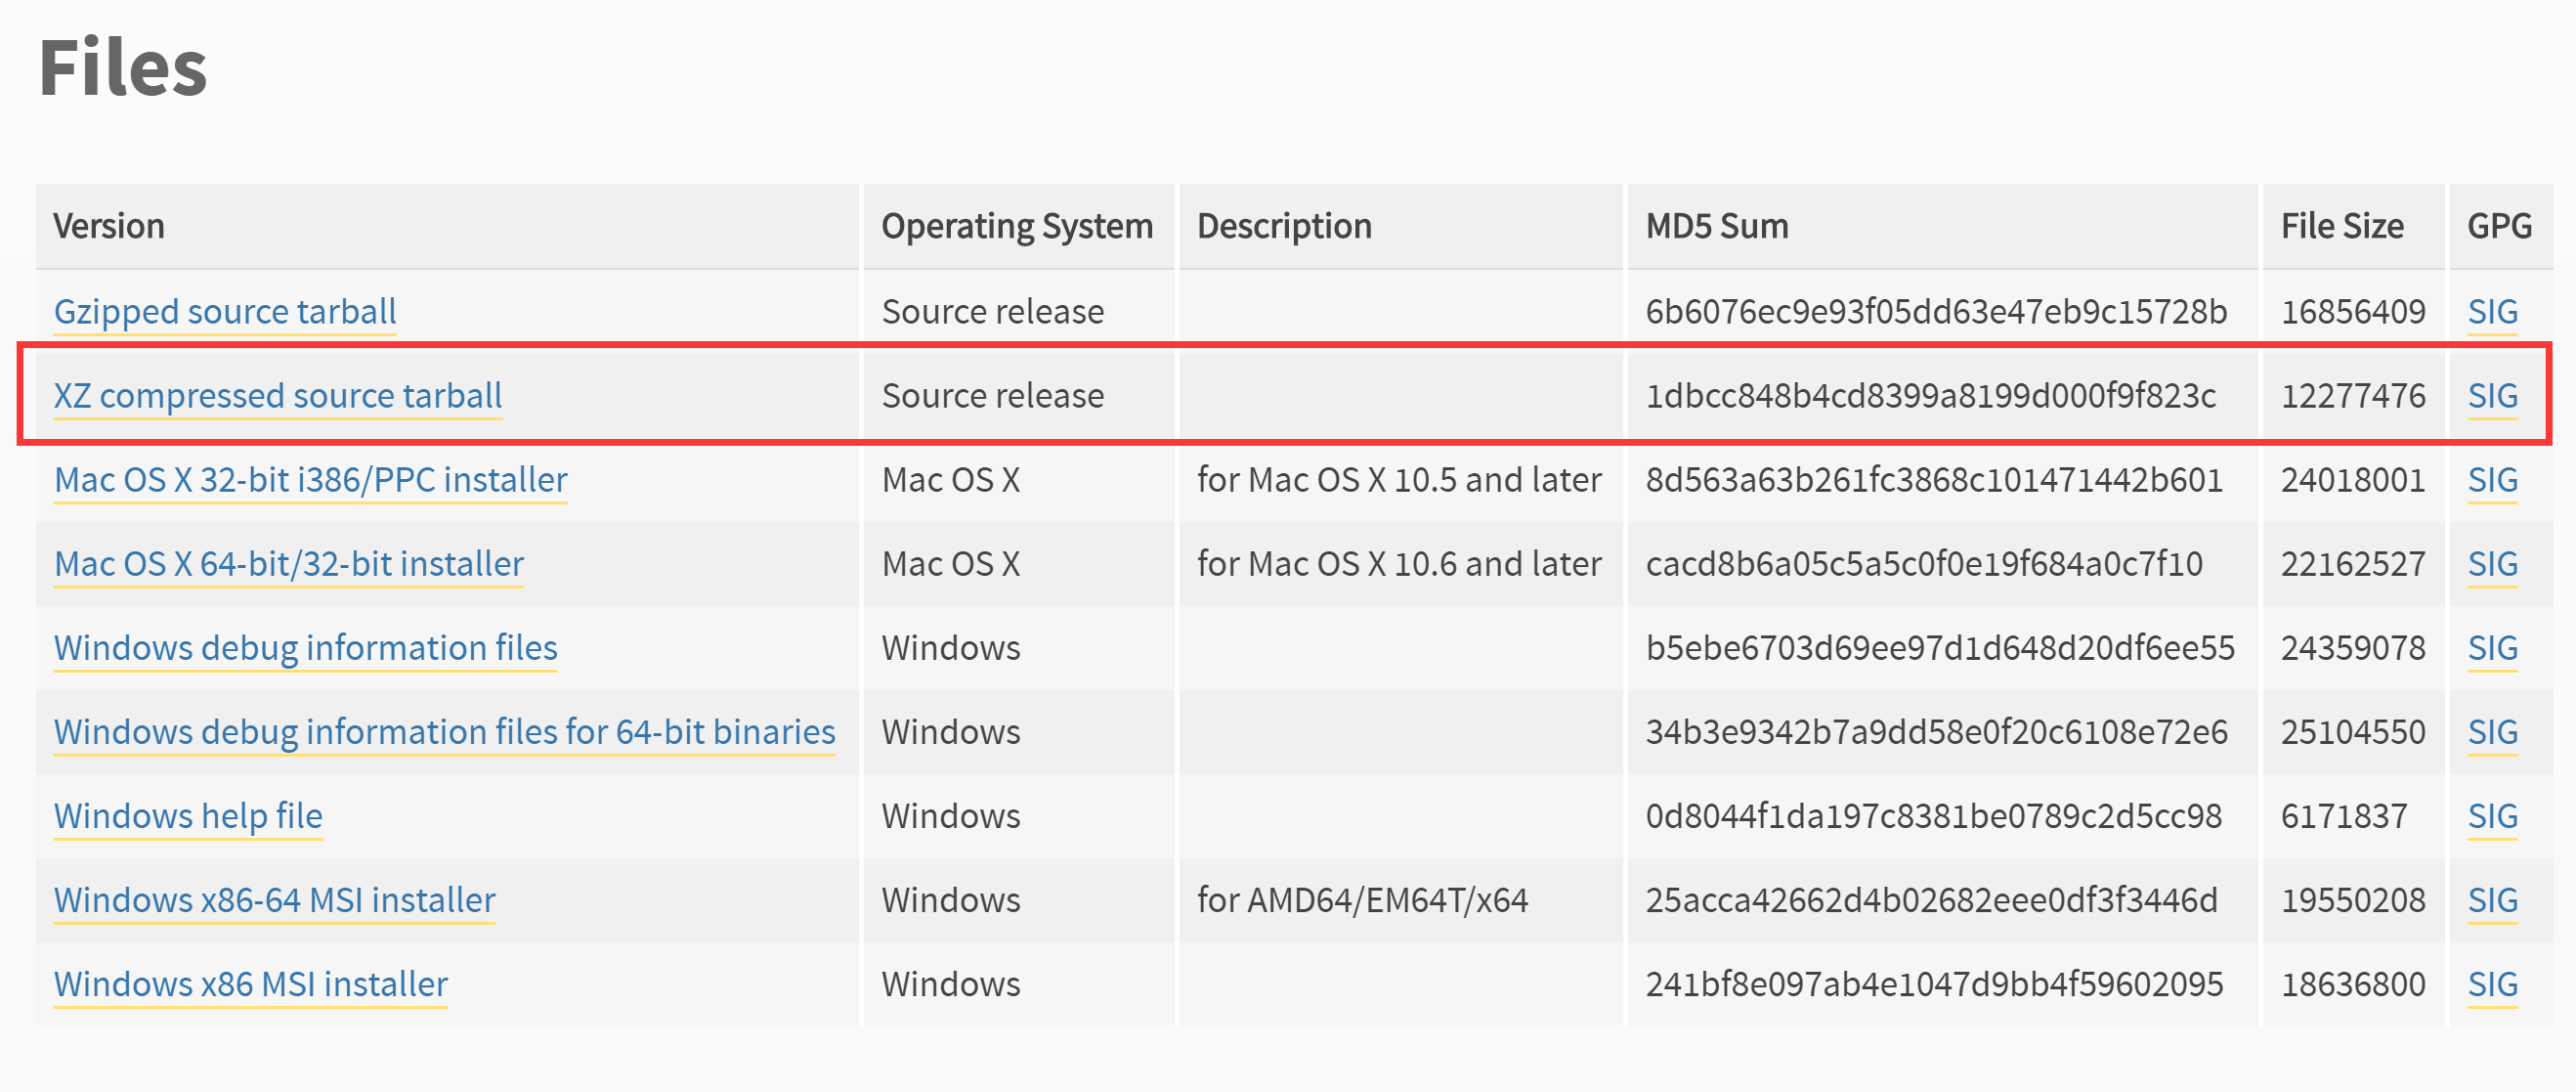 Files
Version Operating System Description MD5 Sum File Size GPG
Gzipped source tarball Source release 6b6076ec9e93f05dd63e47eb9c15728b 16856409 SIG
XZ compressed source tarball Source release 1dbcc848b4cd8399a8199d000f9f823c 12277476 SIG
Mac OS X 32-bit i386/PPC installer Mac OS X for Mac OS X 10.5 and later 8d563a63b261fc3868c101471442b601 24018001 SIG
Mac OS X 64-bit/32-bit installer Mac OS X for Mac OS X 10.6 and later cacd8b6a05c5a5c0f0e19f684a0c7f10 22162527 SIG
Windows debug information files Windows b5ebe6703d69ee97d1d648d20df6ee55 24359078 SIG
Windows debug information files for 64-bit binaries Windows 34b3e9342b7a9dd58e0f20c6108e72e6 25104550 SIG
Windows help file Windows 0d8044f1da197c8381be0789c2d5cc98 6171837 SIG
Windows x86-64 MSI installer Windows for AMD64/EM64T/x64 25acca42662d4b02682eee0df3f3446d 19550208 SIG
Windows x86 MSI installer Windows 241bf8e097ab4e1047d9bb4f59602095 18636800 SIG